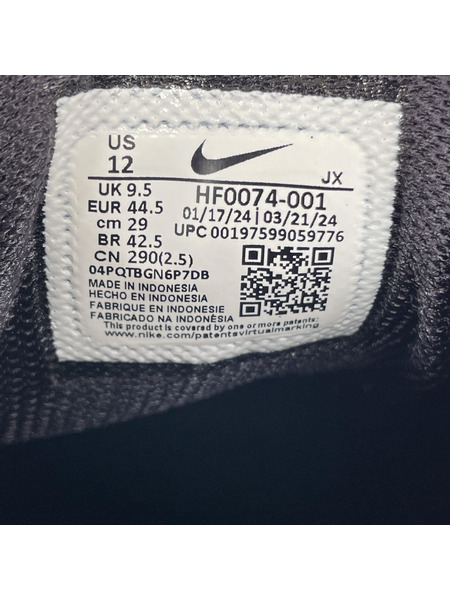 US
12
JX
UK 9.5
EUR 44.5
cm 29
BR 42.5
CN 290(2.5)
04PQTBGN6P7DB
HF0074-001
01/17/24 | 03/21/24
UPC 00197599059776
MADE IN INDONESIA
HECHO EN INDONESIA
FABRIQUE EN INDONESIE
FABRICADO NA INDONÈSIA
This product is covered by one or more patents:
www.nike.com/patentsvirtualmarking